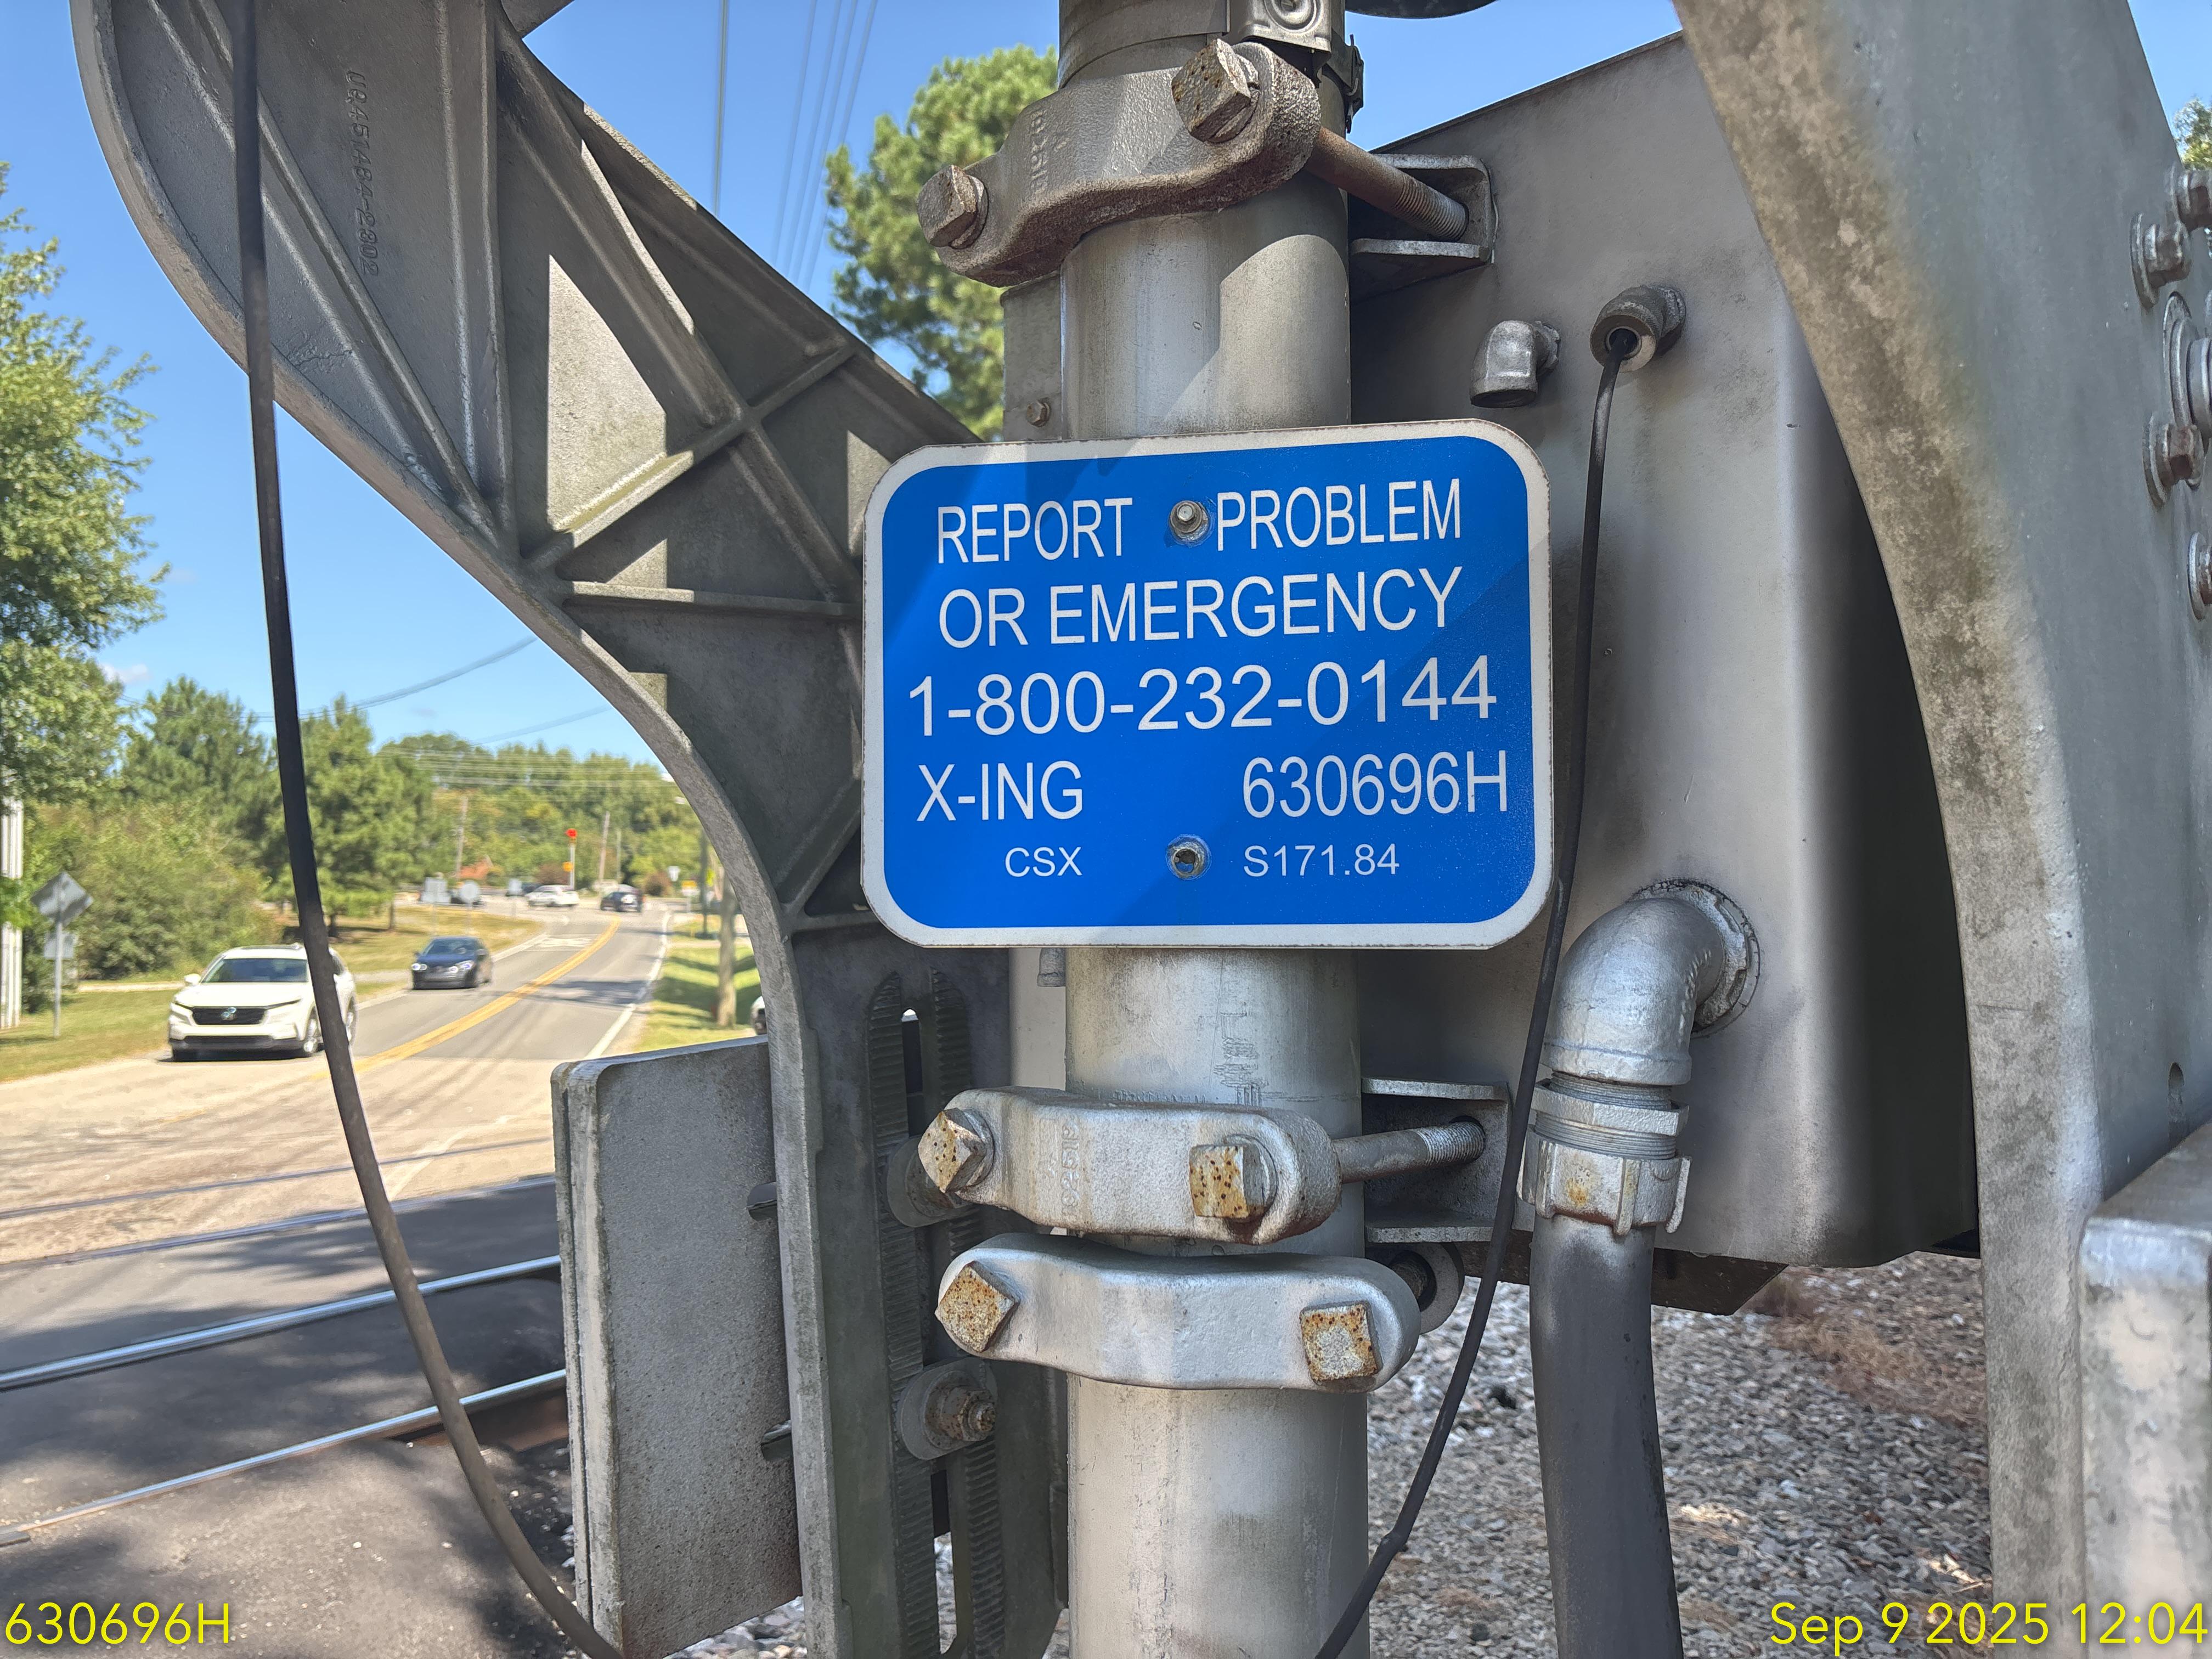 REPORT PROBLEM
OR EMERGENCY
1-800-232-0144
X-ING 630696H
CSX S171.84
630696H
Sep 9 2025 12:04